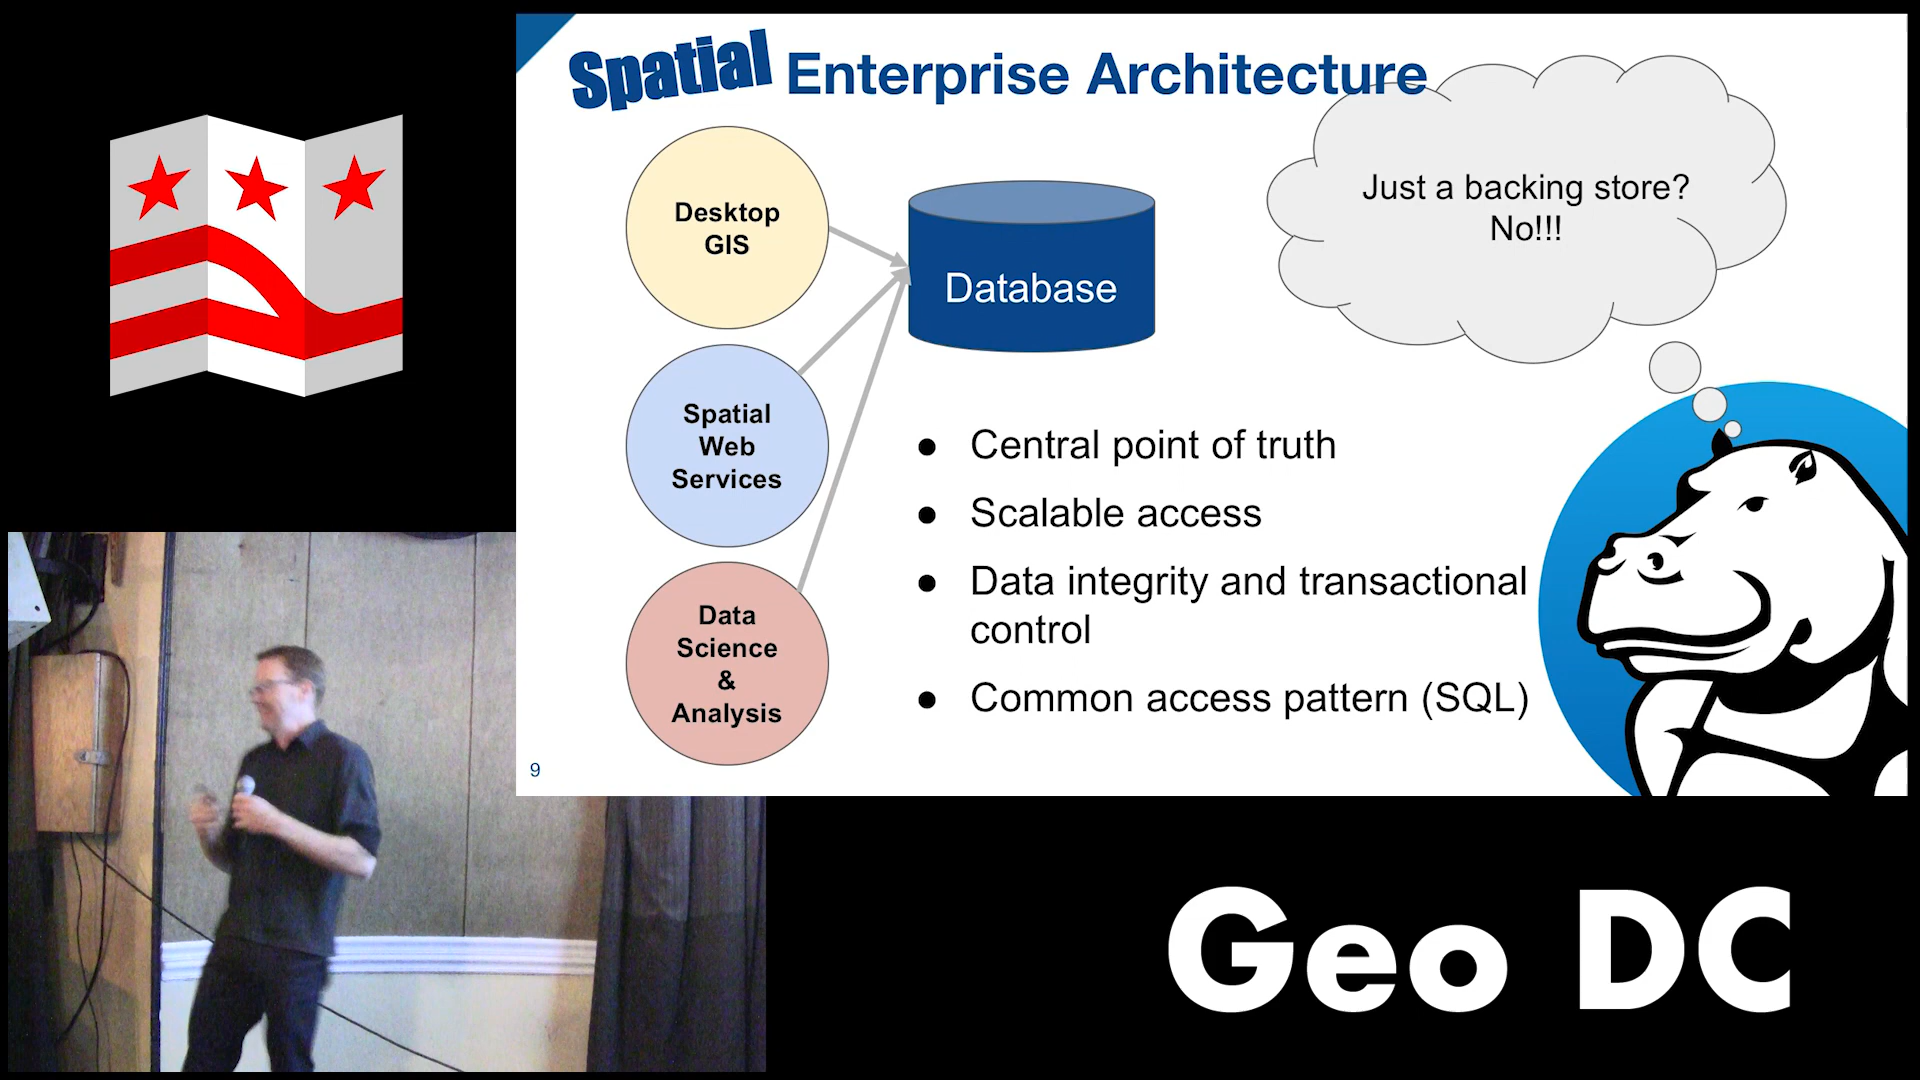 Spatial Enterprise Architecture
Just a backing store?
No!!!
Desktop
GIS
Database
Spatial
Web
Services
Data
Science
&
Analysis
● Central point of truth
● Scalable access
● Data integrity and transactional
control
● Common access pattern (SQL)
9
Geo DC